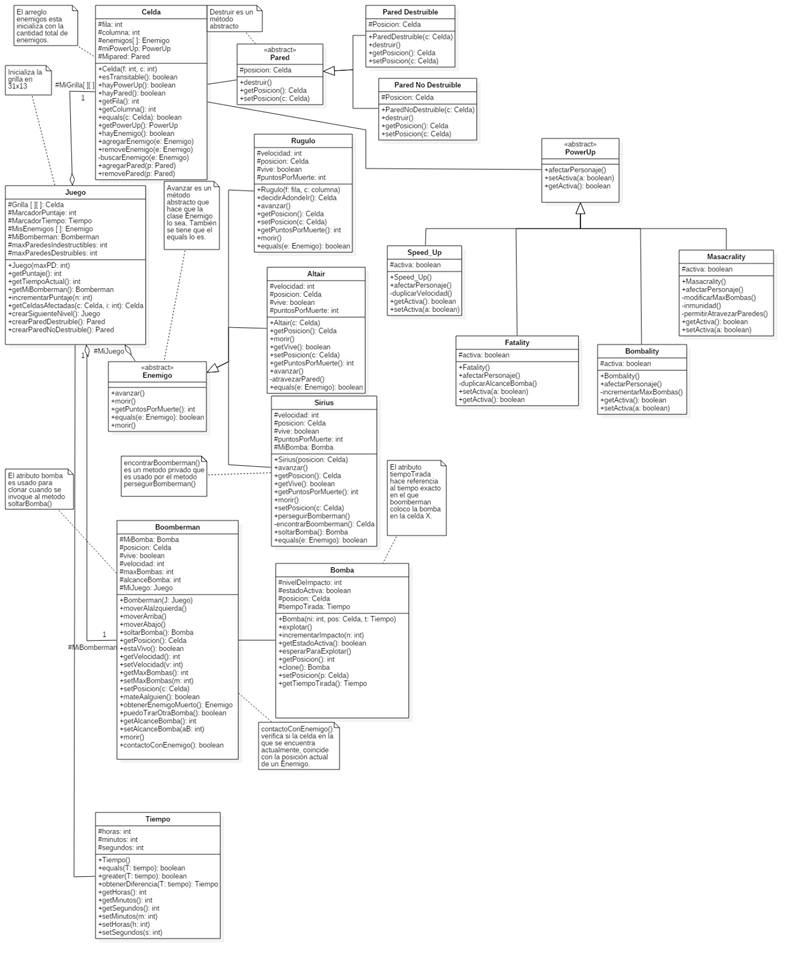 El arreglo
enemigos esta
inicializa con la
cantidad total de
enemigos.
Celda
#fila: int
#columna: int
#enemigos[ ]: Enemigo
#miPowerUp: PowerUp
#Mipared: Pared
+Celda(f: int, c: int)
+esTransitable(): boolean
+hayPowerUp(): boolean
+hayPared(): boolean
+getFila(): int
+getColumna(): int
+equals(c: Celda): boolean
+getPowerUp(): PowerUp
+hayEnemigo(): boolean
+agregarEnemigo(e: Enemigo)
+removeEnemigo(e: Enemigo)
-buscarEnemigo(e: Enemigo)
+agregarPared(p: Pared)
+removePared(p: Pared)
Destruir es un
método
abstracto
«abstract»
Pared
#posicion: Celda
+destruir()
+getPosicion(): Celda
+setPosicion(c: Celda)
Pared Destruible
#Posicion: Celda
+ParedDestruible(c: Celda)
+destruir()
+getPosicion(): Celda
+setPosicion(c: Celda)
Pared No Destruible
#Posicion: Celda
+ParedNoDestruible(c: Celda)
+destruir()
+getPosicion(): Celda
+setPosicion(c: Celda)
Inicializa la
grilla en
31x13
#MiGrilla[ ][ ]
1
Juego
#Grilla [ ][ ]: Celda
#MarcadorPuntaje: int
#MarcadorTiempo: Tiempo
#MisEnemigos [ ]: Enemigo
#MiBomberman: Bomberman
#maxParedesIndestructibles: int
#maxParedesDestruibles: int
+Juego(maxPD: int)
+getPuntaje(): int
+getTiempoActual(): int
+getMiBomberman(): Bomberman
+incrementarPuntaje(n: int)
+getCeldasAfectadas(c: Celda, i: int): Celda
+crearSiguienteNivel(): Juego
+crearParedDestruible(): Pared
+crearParedNoDestruible(): Pared
Avanzar es un
método
abstracto que
hace que la
clase Enemigo
lo sea. También
se tiene que el
equals lo es.
Rugulo
#velocidad: int
#posicion: Celda
#vive: boolean
#puntosPorMuerte: int
+Rugulo(f: fila, c: columna)
+decidirAdondeIr(): Celda
+avanzar()
+getPosicion(): Celda
+setPosicion(c: Celda)
+getPuntosPorMuerte(): int
+morir()
+equals(e: Enemigo): boolean
«abstract»
PowerUp
+afectarPersonaje()
+setActiva(a: boolean)
+getActiva(): boolean
Speed_Up
#activa: boolean
+Speed_Up()
+afectarPersonaje()
-duplicarVelocidad()
+getActiva(): boolean
+setActiva(a: boolean)
Masacrality
#activa: boolean
+Masacrality()
+afectarPersonaje()
-modificarMaxBombas()
-inmunidad()
-permitirAtravezarParedes()
+getActiva(): boolean
+setActiva(a: boolean)
Fatality
#activa: boolean
+Fatality()
+afectarPersonaje()
-duplicarAlcanceBomba()
+setActiva(a: boolean)
+getActiva(): boolean
Bombality
#activa: boolean
+Bombality()
+afectarPersonaje()
-incrementarMaxBombas()
+getActiva(): boolean
+setActiva(a: boolean)
Altair
#velocidad: int
#posicion: Celda
#vive: boolean
#puntosPorMuerte: int
+Altair(c: Celda)
+getPosicion(): Celda
+morir()
+getVive(): boolean
+setPosicion(c: Celda)
+getPuntosPorMuerte(): int
+avanzar()
-atravezarPared()
+equals(e: Enemigo): boolean
1
#MiJuego
«abstract»
Enemigo
+avanzar()
+morir()
+getPuntosPorMuerte(): int
+equals(e: Enemigo): boolean
+morir()
Sirius
#velocidad: int
#posicion: Celda
#vive: boolean
#puntosPorMuerte: int
#MiBomba: Bomba
+Sirius(posicion: Celda)
+avanzar()
+getPosicion(): Celda
+getVive(): boolean
+getPuntosPorMuerte(): int
+morir()
+setPosicion(c: Celda)
+perseguirBomberman()
-encontrarBoomberman(): Celda
+soltarBomba(): Bomba
+equals(e: Enemigo): boolean
encontrarBoomberman()
es un metodo privado que
es usado por el metodo
perseguirBomberman()
El atributo
tiempoTirada
hace referencia
al tiempo exacto
en el que
boomberman
coloco la bomba
en la celda X.
El atributo bomba
es usado para
clonar cuando se
invoque al metodo
soltarBomba()
Boomberman
#MiBomba: Bomba
#posicion: Celda
#vive: boolean
#velocidad: int
#maxBombas: int
#alcanceBomba: int
#MiJuego: Juego
+Bomberman(J: Juego)
+moverAlaIzquierda()
+moverArriba()
+moverAbajo()
+soltarBomba(): Bomba
+getPosicion(): Celda
+estaVivo(): boolean
+getVelocidad(): int
+setVelocidad(v: int)
+getMaxBombas(): int
+setMaxBombas(m: int)
+setPosicion(c: Celda)
+mateAalguien(): boolean
+obtenerEnemigoMuerto(): Enemigo
+puedoTirarOtraBomba(): boolean
+getAlcanceBomba(): int
+setAlcanceBomba(aB: int)
+morir()
+contactoConEnemigo(): boolean
1
#MiBomberman
Bomba
#nivelDeImpacto: int
#estadoActiva: boolean
#posicion: Celda
#tiempoTirada: Tiempo
+Bomba(ni: int, pos: Celda, t: Tiempo)
+explotar()
+incrementarImpacto(n: int)
+getEstadoActivo(): boolean
+esperarParaExplotar()
+getPosicion(): int
+clone(): Bomba
+setPosicion(p: Celda)
+getTiempoTirada(): Tiempo
contactoConEnemigo()
verifica si la celda en la
que se encuentra
actualmente, coincide
con la posición actual
de un Enemigo.
Tiempo
#horas: int
#minutos: int
#segundos: int
+Tiempo()
+equals(T: tiempo): boolean
+greater(T: tiempo): boolean
+obtenerDiferencia(T: tiempo): Tiempo
+getHoras(): int
+getMinutos(): int
+getSegundos(): int
+setMinutos(m: int)
+setHoras(h: int)
+setSegundos(s: int)